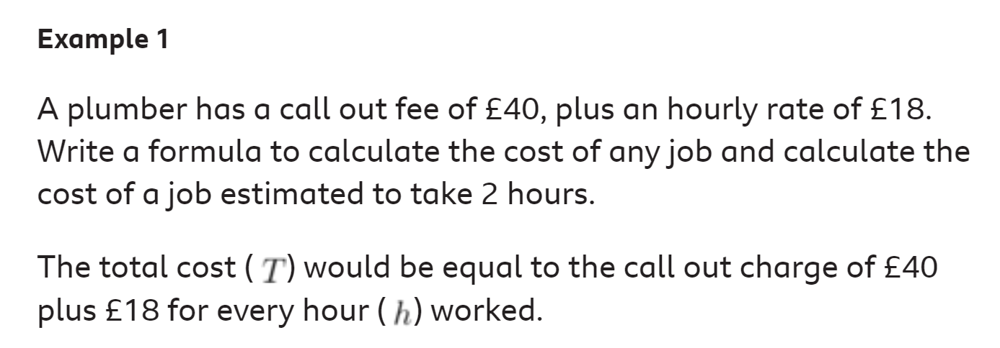 Example 1
A plumber has a call out fee of £40, plus an hourly rate of £18.
Write a formula to calculate the cost of any job and calculate the
cost of a job estimated to take 2 hours.
The total cost ( T) would be equal to the call out charge of £40
plus £18 for every hour ( h) worked.